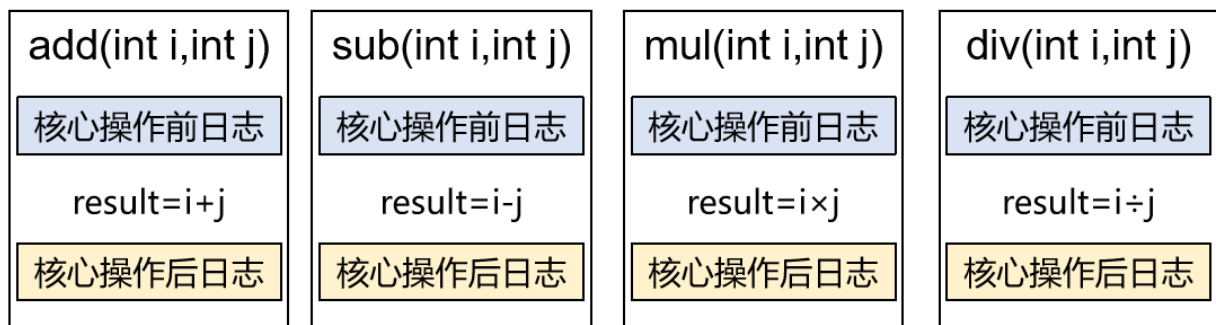 add(int i,int j)
核心操作前日志
result=i+j
核心操作后日志
sub(int i,int j)
核心操作前日志
result=i-j
核心操作后日志
mul(int i,int j)
核心操作前日志
result=i×j
核心操作后日志
div(int i,int j)
核心操作前日志
result=i÷j
核心操作后日志